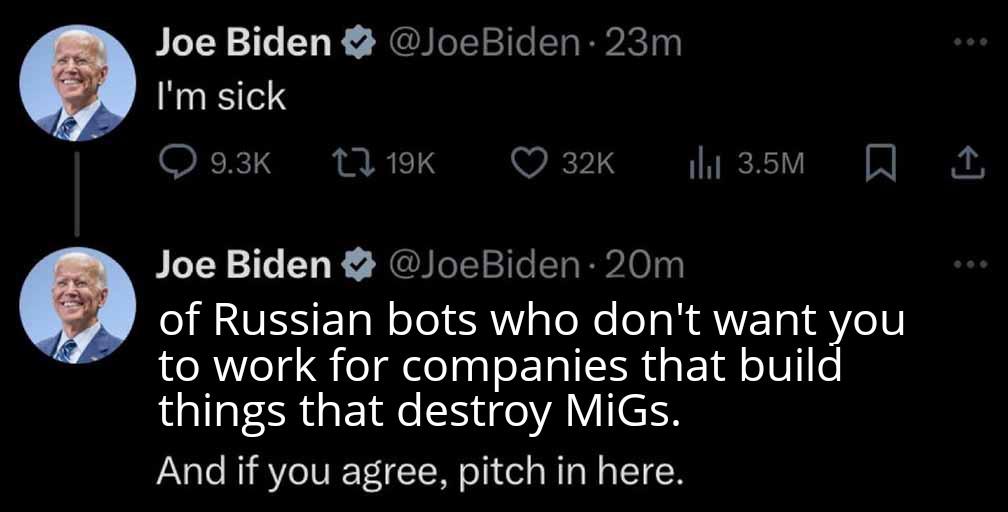 Joe Biden @JoeBiden · 23m
I'm sick
9.3K 19K 32K 3.5M
Joe Biden @JoeBiden · 20m
of Russian bots who don't want you
to work for companies that build
things that destroy MiGs.
And if you agree, pitch in here.